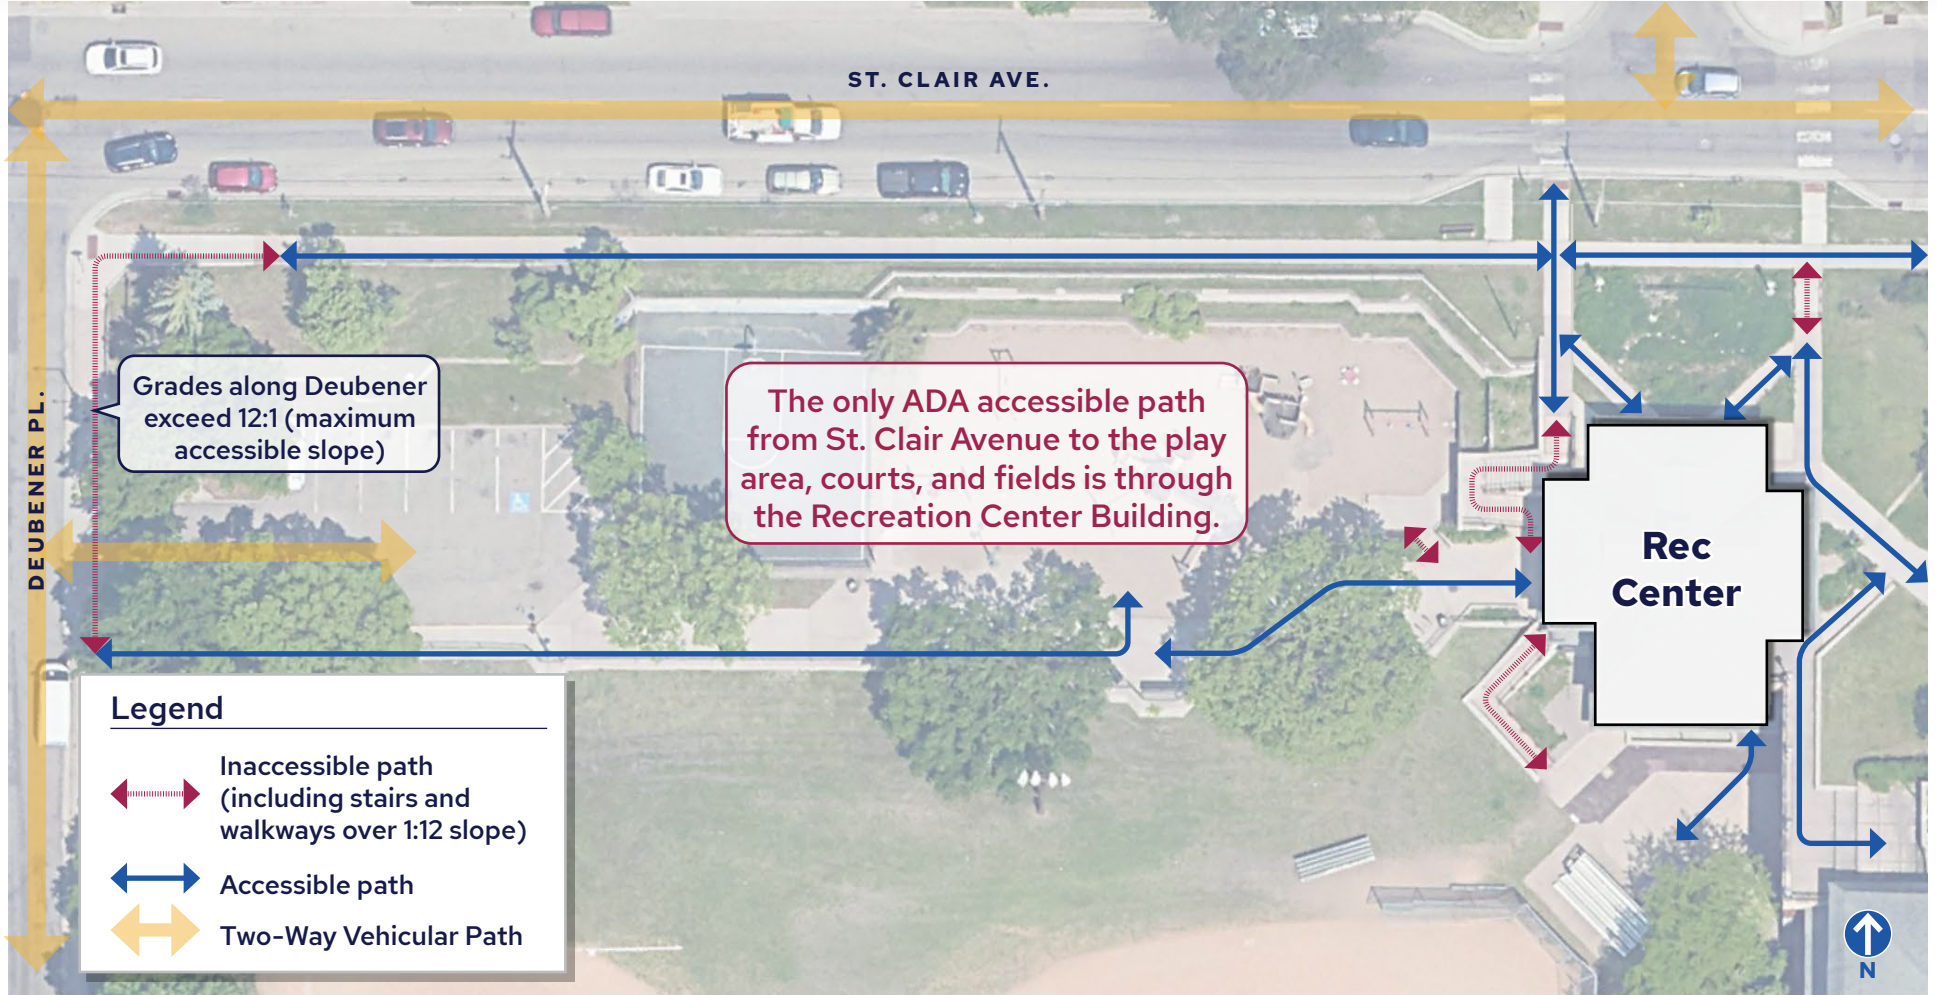 ST. CLAIR AVE.
DEUBENER PL.
Grades along Deubener
exceed 12:1 (maximum
accessible slope)
The only ADA accessible path
from St. Clair Avenue to the play
area, courts, and fields is through
the Recreation Center Building.
Rec
Center
Legend
Inaccessible path
(including stairs and
walkways over 1:12 slope)
Accessible path
Two-Way Vehicular Path
N